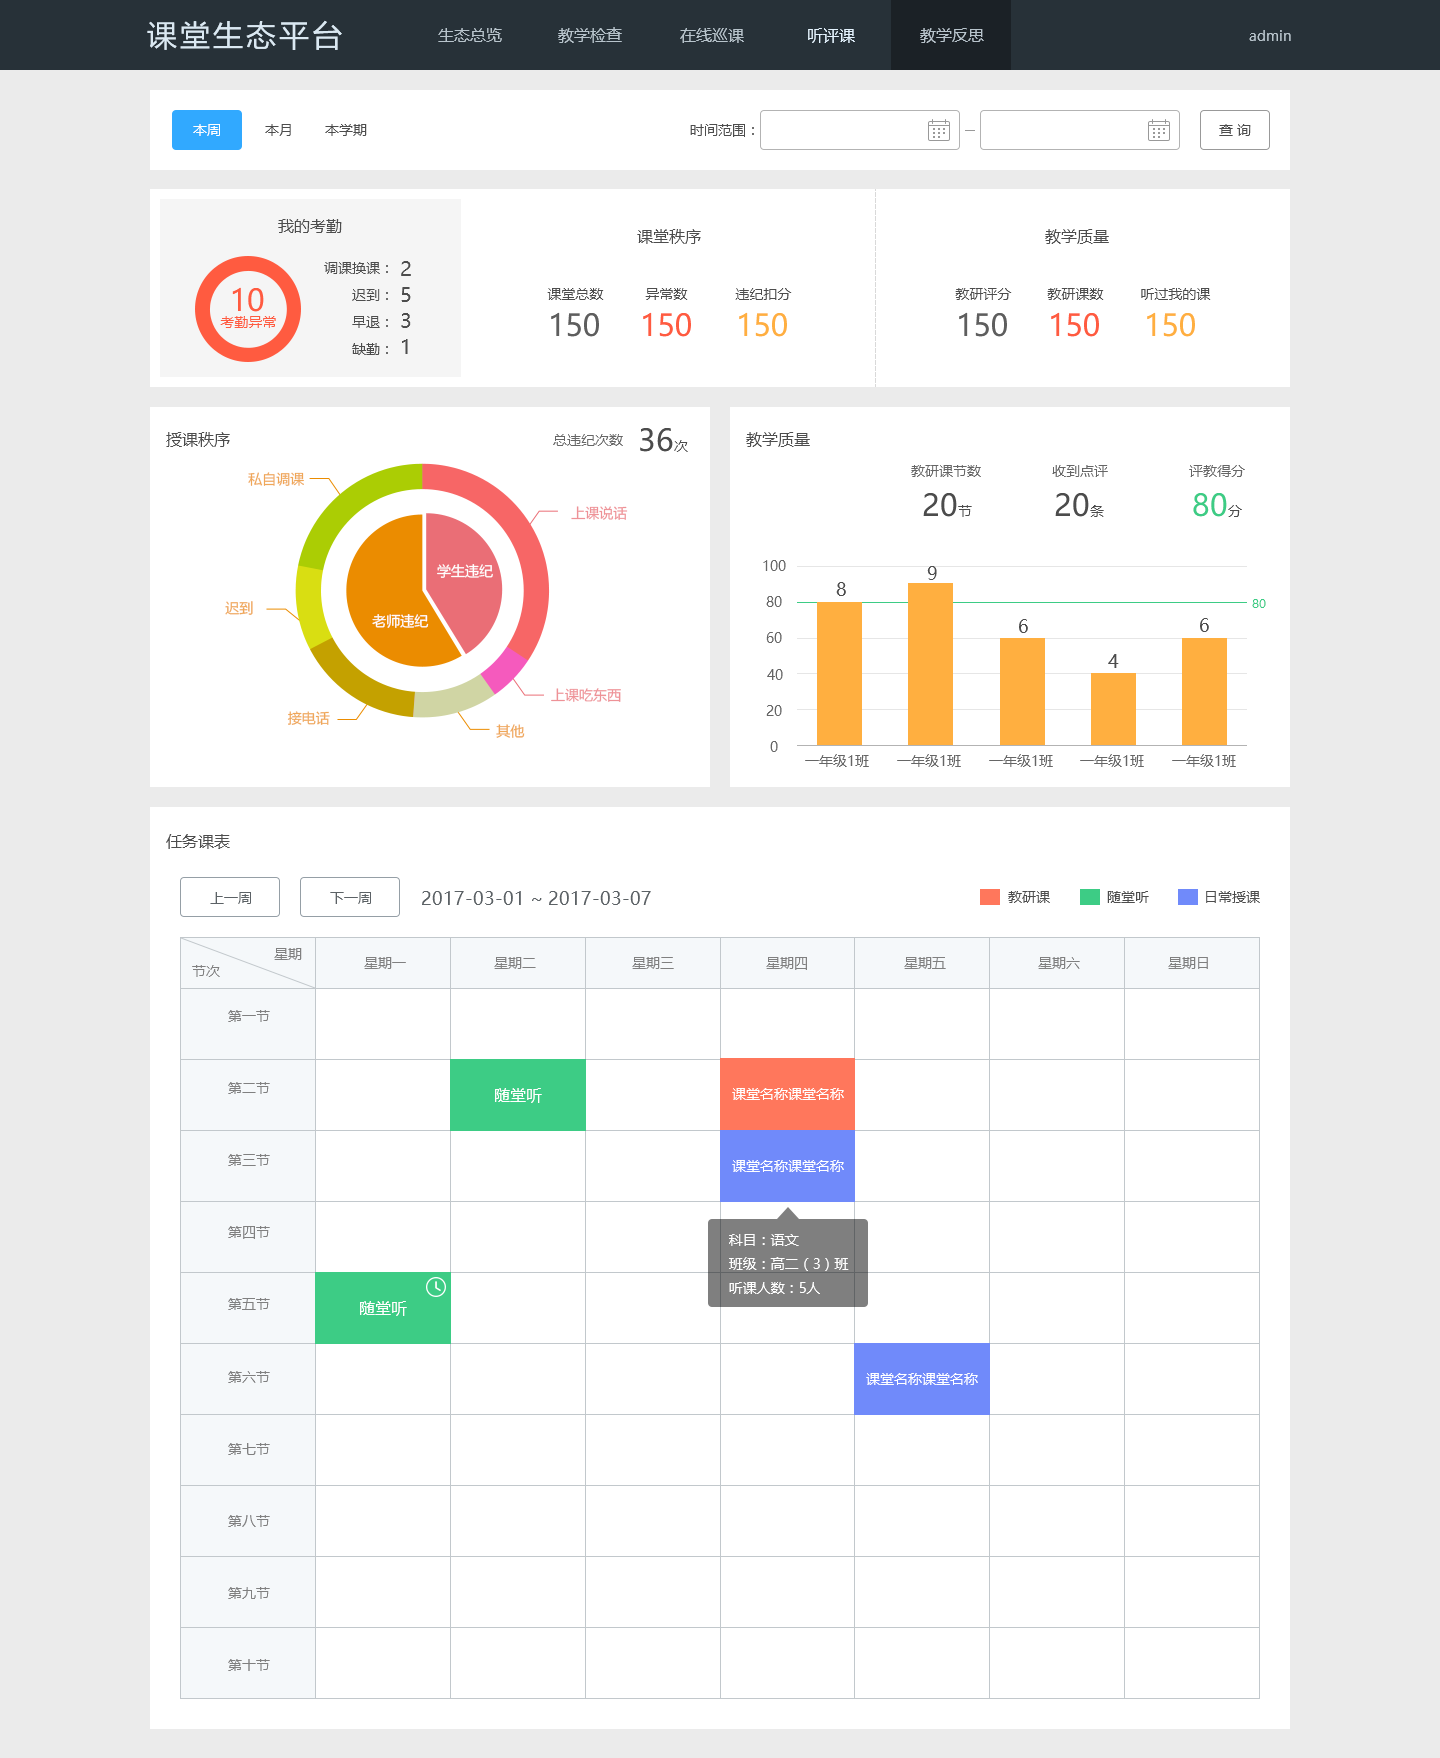 课堂生态平台
生态总览 教学检查 在线巡课 听评课 教学反思 admin
本周 本月 本学期 时间范围： – 查 询
我的考勤
10
考勤异常
调课换课： 2
迟到： 5
早退： 3
缺勤： 1
课堂秩序
课堂总数 异常数 违纪扣分
150 150 150
教学质量
教研评分 教研课数 听过我的课
150 150 150
授课秩序
总违纪次数 36次
私自调课
上课说话
学生违纪
迟到
老师违纪
上课吃东西
接电话
其他
教学质量
教研课节数 收到点评 评教得分
20节 20条 80分
100
80
60
40
20
0
8
9
6
4
6
80
一年级1班 一年级1班 一年级1班 一年级1班 一年级1班
任务课表
上一周 下一周 2017-03-01 ~ 2017-03-07
教研课 随堂听 日常授课
星期
节次
星期一 星期二 星期三 星期四 星期五 星期六 星期日
第一节
第二节 随堂听 课堂名称课堂名称
第三节 课堂名称课堂名称
第四节
科目：语文
班级：高二（3）班
听课人数：5人
第五节 随堂听
第六节 课堂名称课堂名称
第七节
第八节
第九节
第十节